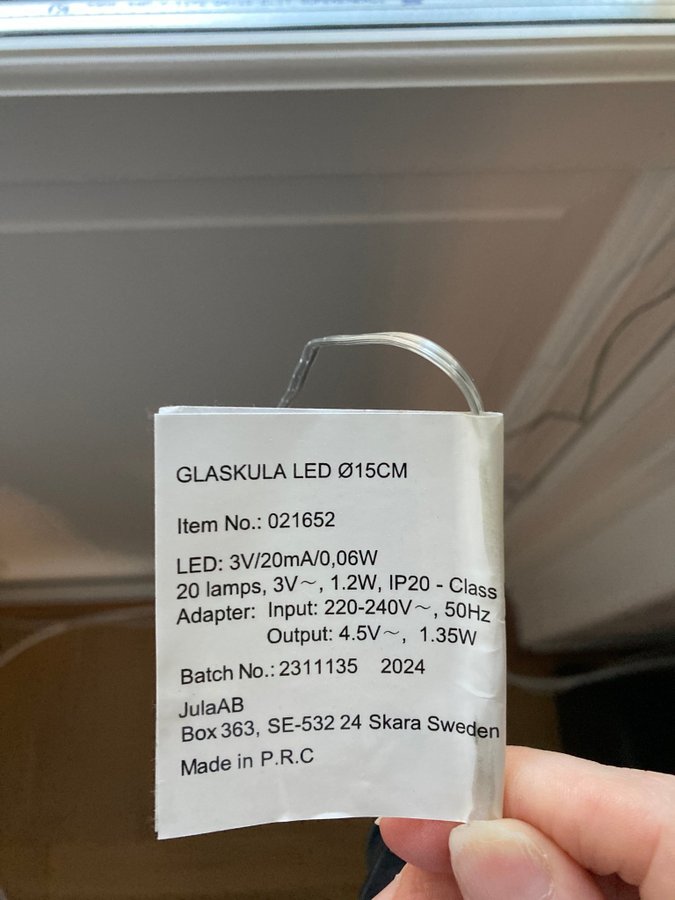 GLASKULA LED Ø15CM
Item No.: 021652
LED: 3V/20mA/0,06W
20 lamps, 3V～, 1.2W, IP20 - Class
Adapter: Input: 220-240V～, 50Hz
Output: 4.5V～, 1.35W
Batch No.: 2311135 2024
JulaAB
Box 363, SE-532 24 Skara Sweden
Made in P.R.C